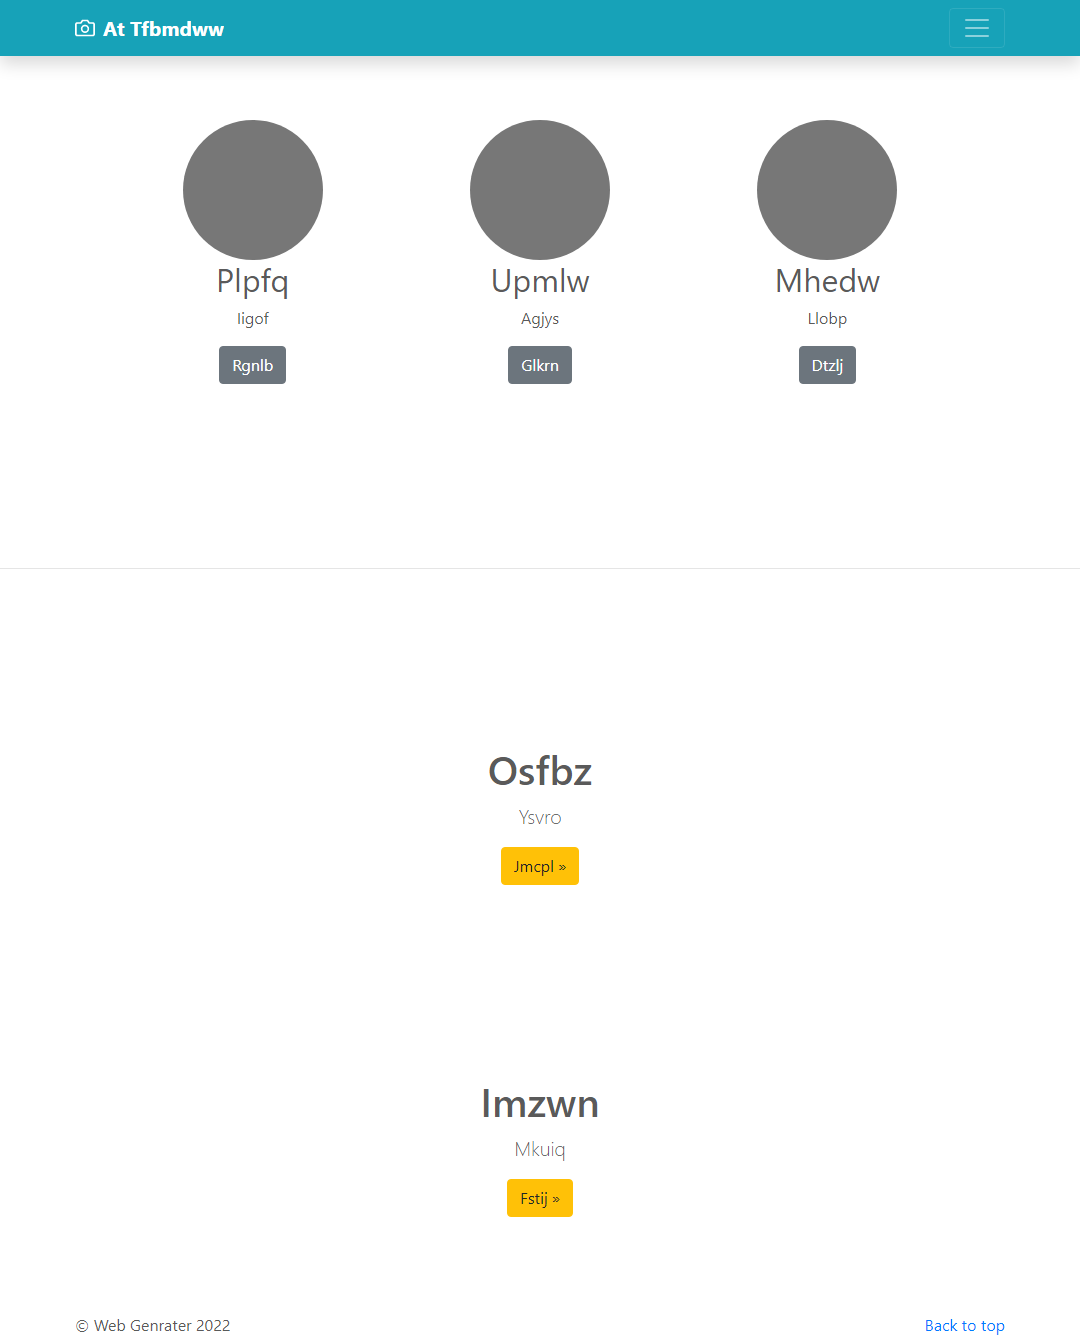 At Tfbmdww
Plpfq
Upmlw
Mhedw
Iigof
Agjys
Llobp
Rgnlb
Glkrn
Dtzlj
Osfbz
Ysvro
Jmcpl »
Imzwn
Mkuiq
Fstij »
© Web Genrater 2022
Back to top